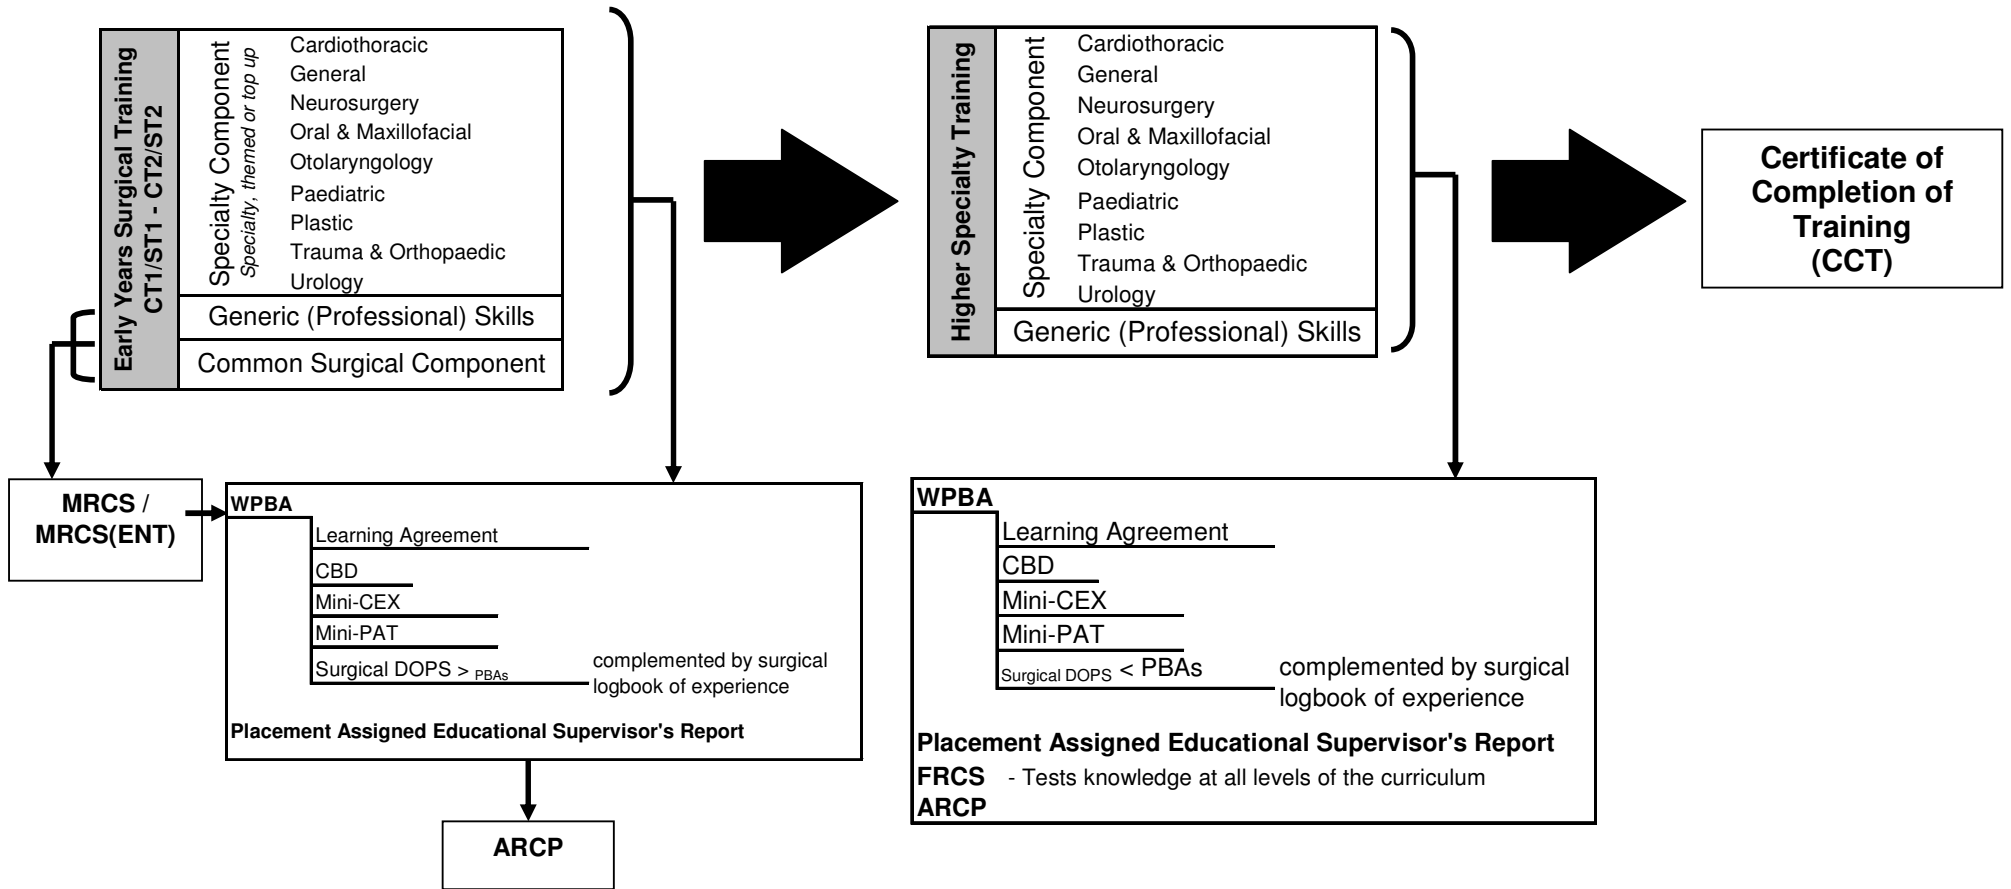 Early Years Surgical Training
CT1/ST1 - CT2/ST2
Specialty Component
Specialty, themed or top up
Cardiothoracic
General
Neurosurgery
Oral & Maxillofacial
Otolaryngology
Paediatric
Plastic
Trauma & Orthopaedic
Urology
Generic (Professional) Skills
Common Surgical Component
Higher Specialty Training
Specialty Component
Cardiothoracic
General
Neurosurgery
Oral & Maxillofacial
Otolaryngology
Paediatric
Plastic
Trauma & Orthopaedic
Urology
Generic (Professional) Skills
Certificate of
Completion of
Training
(CCT)
MRCS /
MRCS(ENT)
WPBA
Learning Agreement
CBD
Mini-CEX
Mini-PAT
Surgical DOPS > PBAs
complemented by surgical
logbook of experience
Placement Assigned Educational Supervisor's Report
ARCP
WPBA
Learning Agreement
CBD
Mini-CEX
Mini-PAT
Surgical DOPS < PBAs
complemented by surgical
logbook of experience
Placement Assigned Educational Supervisor's Report
FRCS - Tests knowledge at all levels of the curriculum
ARCP